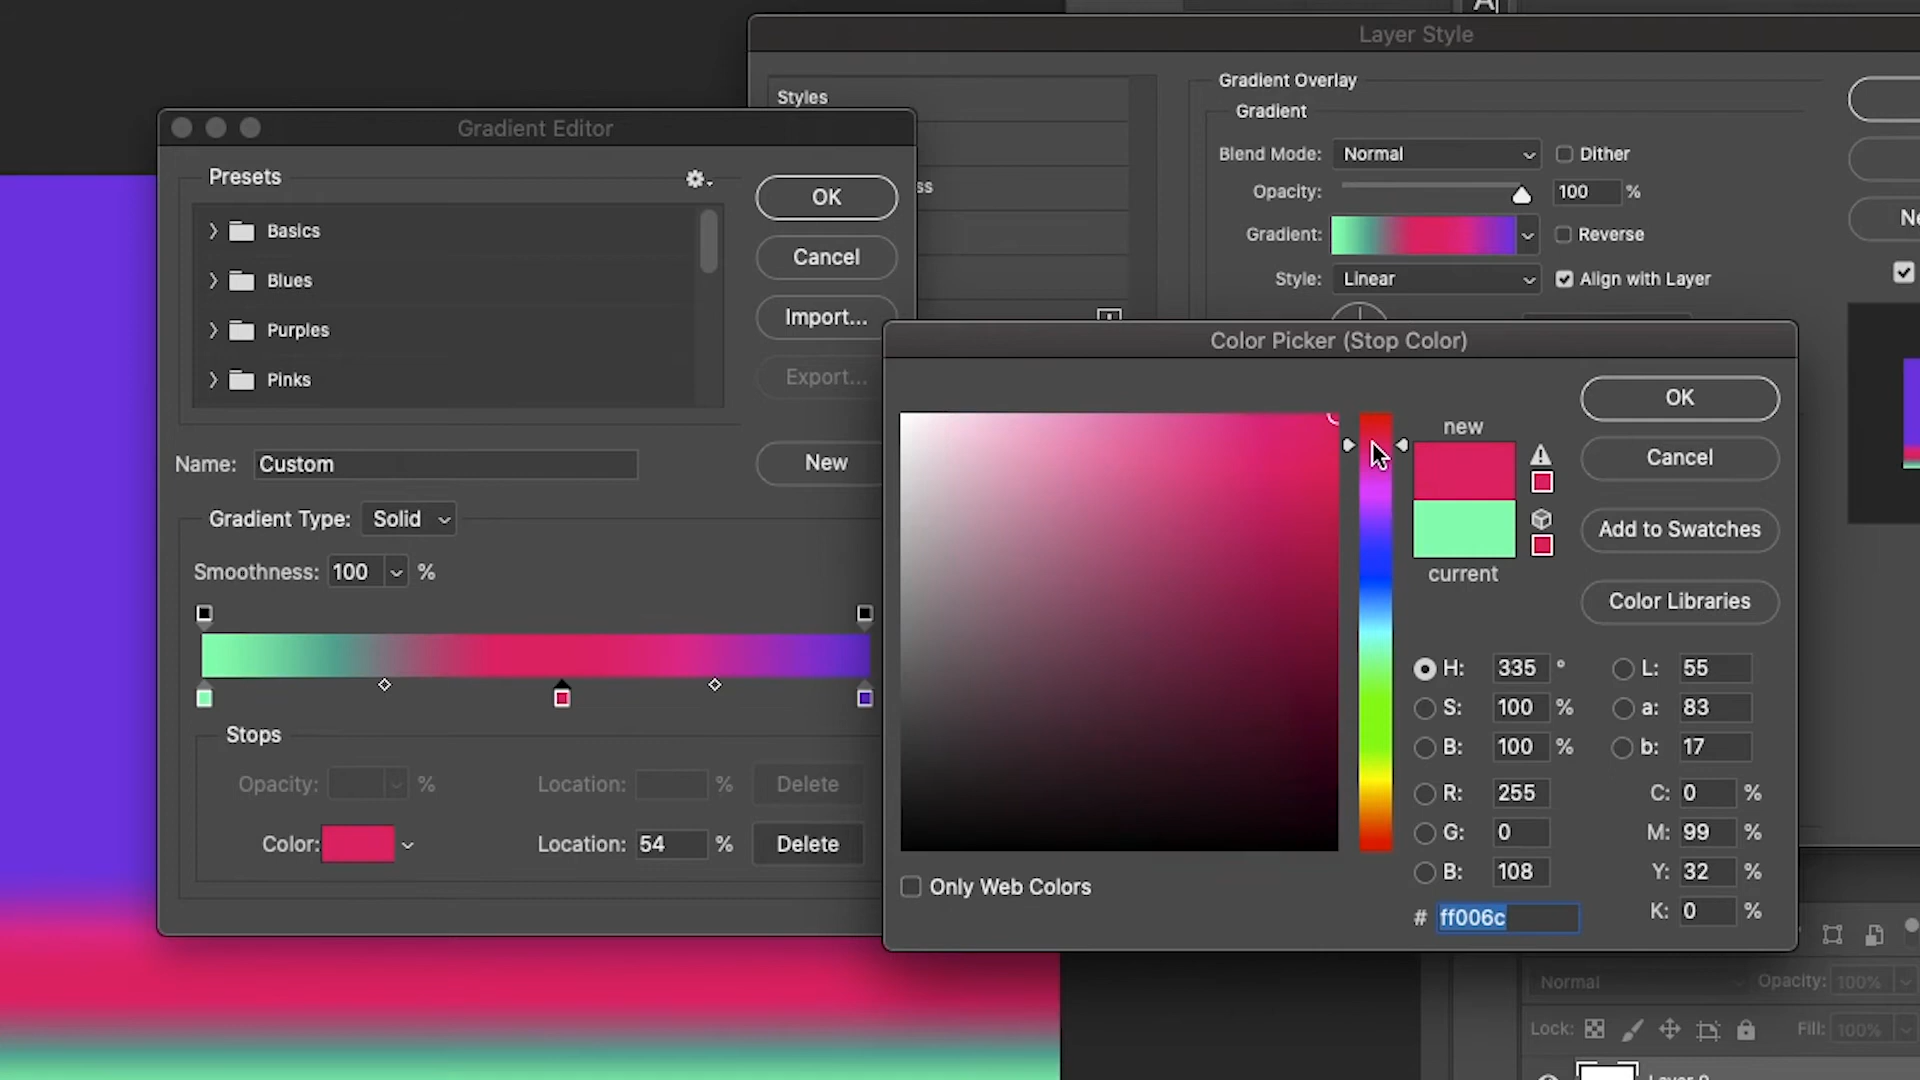 A
Layer Style
Styles
ss
Gradient Overlay
Gradient
Blend Mode: Normal Dither
Opacity: 100 %
Gradient: Reverse
Style: Linear Align with Layer
Gradient Editor
Presets
Basics
Blues
Purples
Pinks
OK
Cancel
Import...
Export...
Name: Custom
New
Gradient Type: Solid
Smoothness: 100 %
Stops
Opacity: % Location: % Delete
Color: Location: 54 % Delete
Color Picker (Stop Color)
new
current
OK
Cancel
Add to Swatches
Color Libraries
H: 335 ° L: 55
S: 100 % a: 83
B: 100 % b: 17
R: 255 C: 0 %
G: 0 M: 99 %
B: 108 Y: 32 %
# ff006c K: 0 %
Only Web Colors
Normal Opacity: 100%
Lock: Fill: 100%